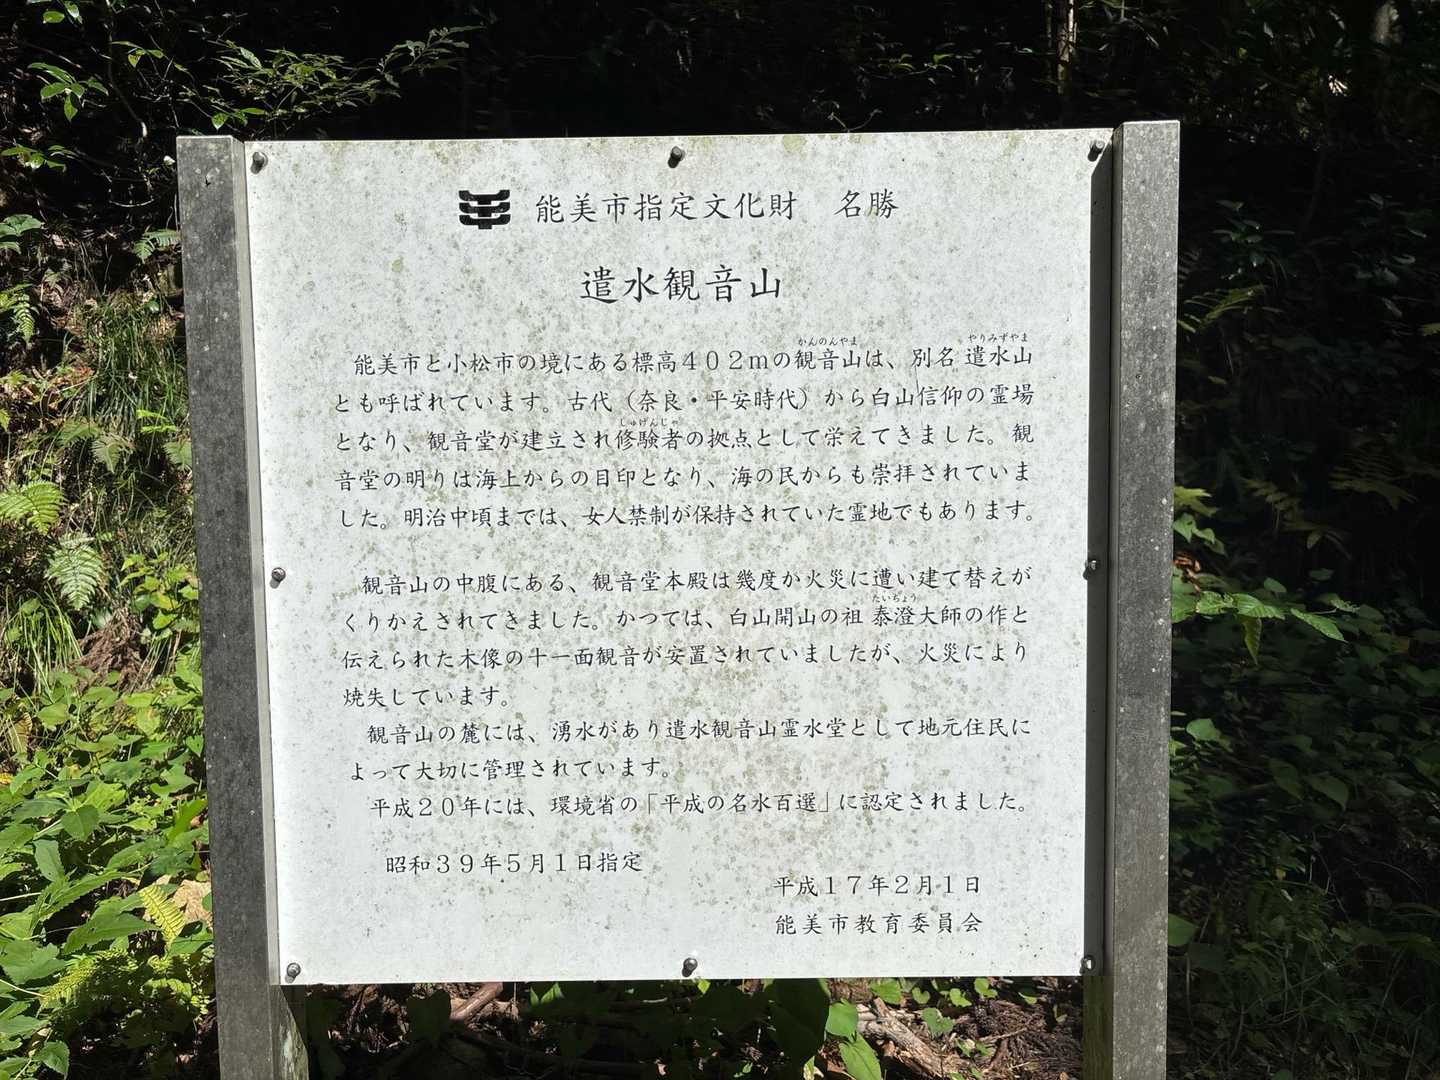 能美市指定文化財　名勝
遣水観音山
かんのんやま　やりみずやま
能美市と小松市の境にある標高４０２ｍの観音山は、別名 遣水山
とも呼ばれています。古代（奈良・平安時代）から白山信仰の霊場
しゅげんじゃ
となり、観音堂が建立され修験者の拠点として栄えてきました。観
音堂の明りは海上からの目印となり、海の民からも崇拝されていま
した。明治中頃までは、女人禁制が保持されていた霊地でもあります。
観音山の中腹にある、観音堂本殿は幾度か火災に遭い建て替えが
たいちょう
くりかえされてきました。かつては、白山開山の祖 泰澄大師の作と
伝えられた木像の十一面観音が安置されていましたが、火災により
焼失しています。
観音山の麓には、湧水があり遣水観音山霊水堂として地元住民に
よって大切に管理されています。
平成２０年には、環境省の「平成の名水百選」に認定されました。
昭和３９年５月１日指定
平成１７年２月１日
能美市教育委員会